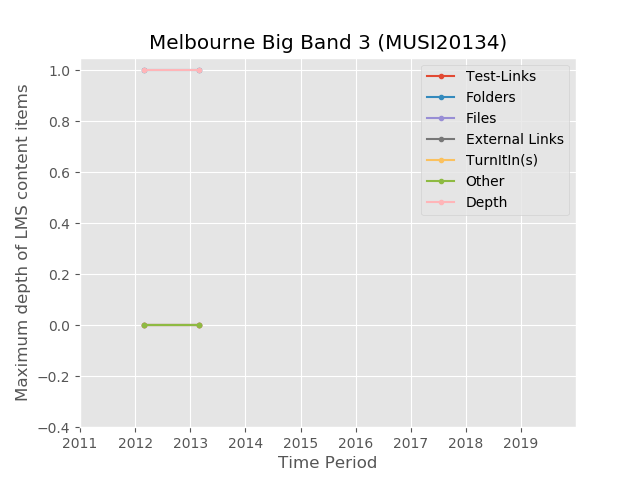 Melbourne Big Band 3 (MUSI20134)
Maximum depth of LMS content items
1.0
0.8
0.6
0.4
0.2
0.0
−0.2
−0.4
Test-Links
Folders
Files
External Links
TurnItIn(s)
Other
Depth
2011 2012 2013 2014 2015 2016 2017 2018 2019
Time Period